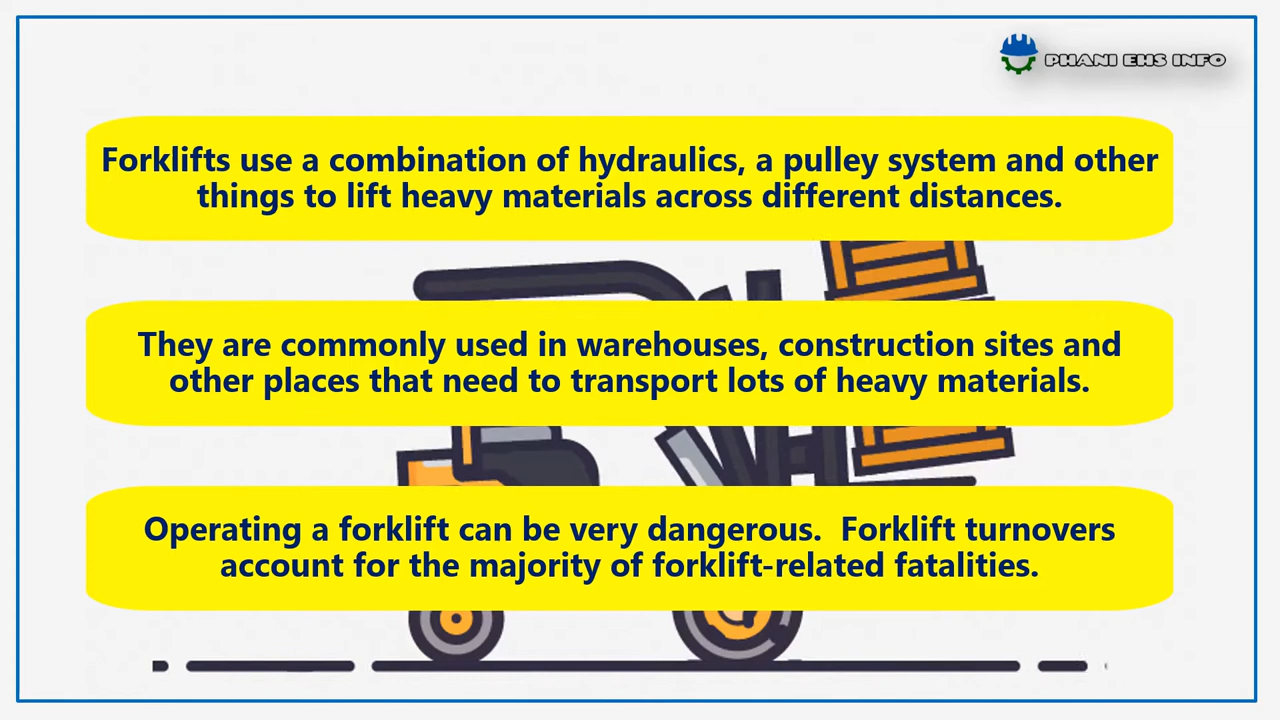 PHANI EHS INFO
Forklifts use a combination of hydraulics, a pulley system and other
things to lift heavy materials across different distances.
They are commonly used in warehouses, construction sites and
other places that need to transport lots of heavy materials.
Operating a forklift can be very dangerous.  Forklift turnovers
account for the majority of forklift-related fatalities.